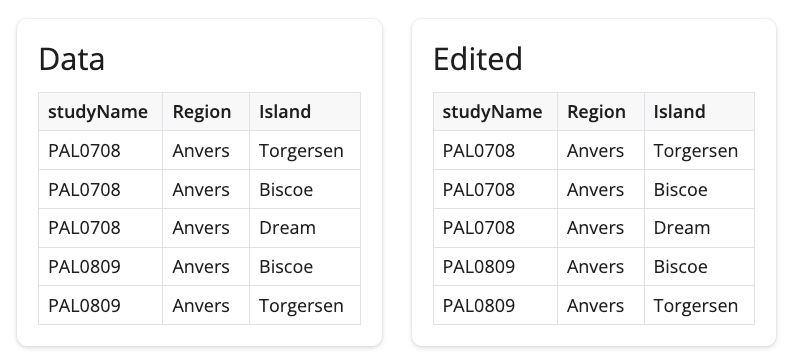 Data
studyName Region Island
PAL0708 Anvers Torgersen
PAL0708 Anvers Biscoe
PAL0708 Anvers Dream
PAL0809 Anvers Biscoe
PAL0809 Anvers Torgersen
Edited
studyName Region Island
PAL0708 Anvers Torgersen
PAL0708 Anvers Biscoe
PAL0708 Anvers Dream
PAL0809 Anvers Biscoe
PAL0809 Anvers Torgersen